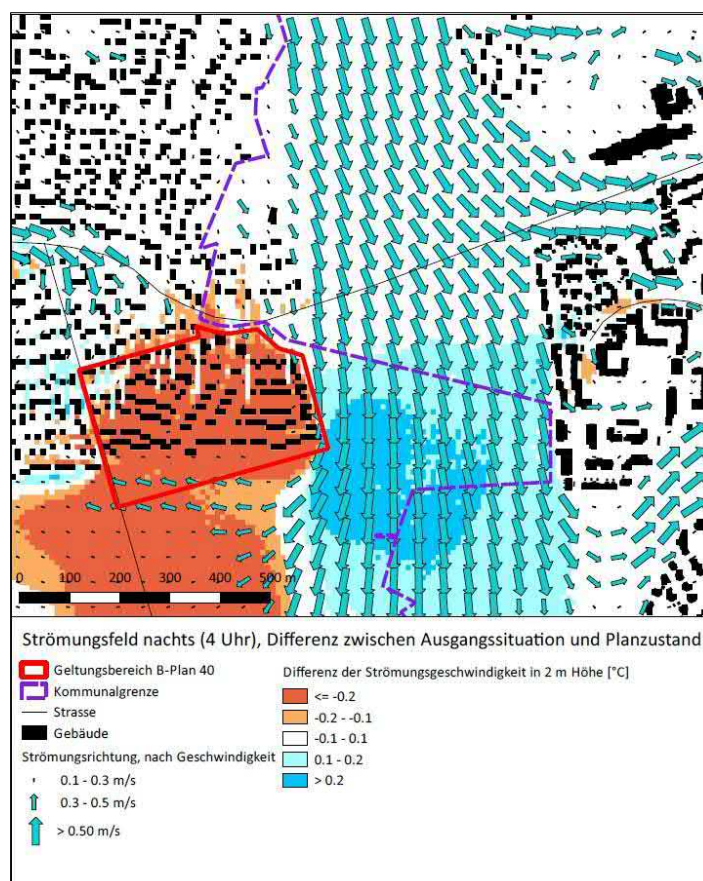 0 100 200 300 400 500 m
Strömungsfeld nachts (4 Uhr), Differenz zwischen Ausgangssituation und Planzustand
Geltungsbereich B-Plan 40
Kommunalgrenze
Strasse
Gebäude
Strömungsrichtung, nach Geschwindigkeit
0.1 - 0.3 m/s
0.3 - 0.5 m/s
> 0.50 m/s
Differenz der Strömungsgeschwindigkeit in 2 m Höhe [°C]
<= -0.2
-0.2 - -0.1
-0.1 - 0.1
0.1 - 0.2
> 0.2